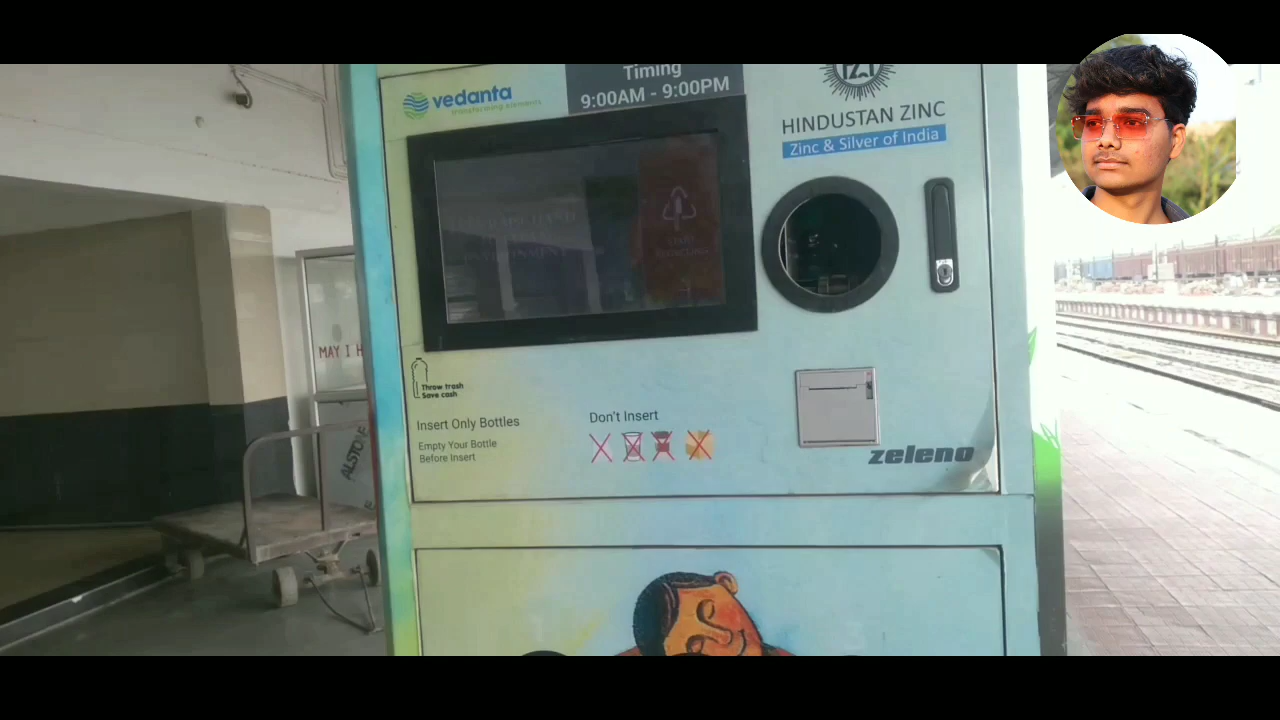 Timing
9:00AM - 9:00PM
vedanta
transforming elements
HINDUSTAN ZINC
Zinc & Silver of India
MAY I H
Throw trash
Save cash
Insert Only Bottles
Empty Your Bottle
Before Insert
Don't Insert
zeleno